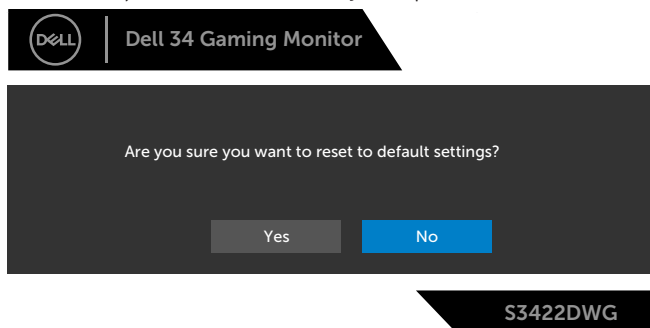 DELL
Dell 34 Gaming Monitor
Are you sure you want to reset to default settings?
Yes
No
S3422DWG